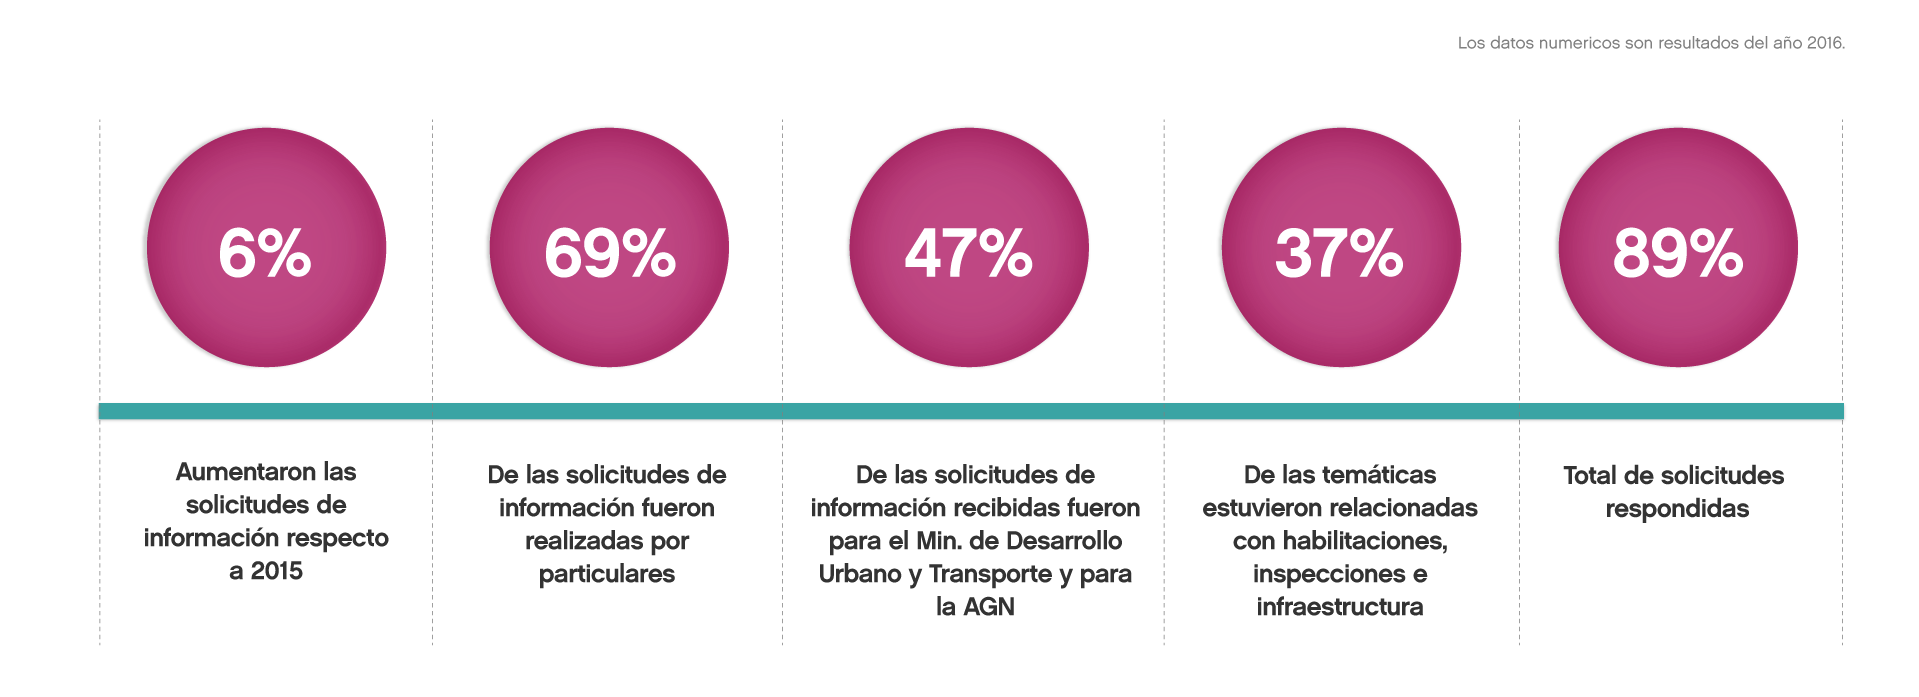 Los datos numericos son resultados del año 2016.
6%
69%
47%
37%
89%
Aumentaron las
solicitudes de
información respecto
a 2015
De las solicitudes de
información fueron
realizadas por
particulares
De las solicitudes de
información recibidas fueron
para el Min. de Desarrollo
Urbano y Transporte y para
la AGN
De las temáticas
estuvieron relacionadas
con habilitaciones,
inspecciones e
infraestructura
Total de solicitudes
respondidas